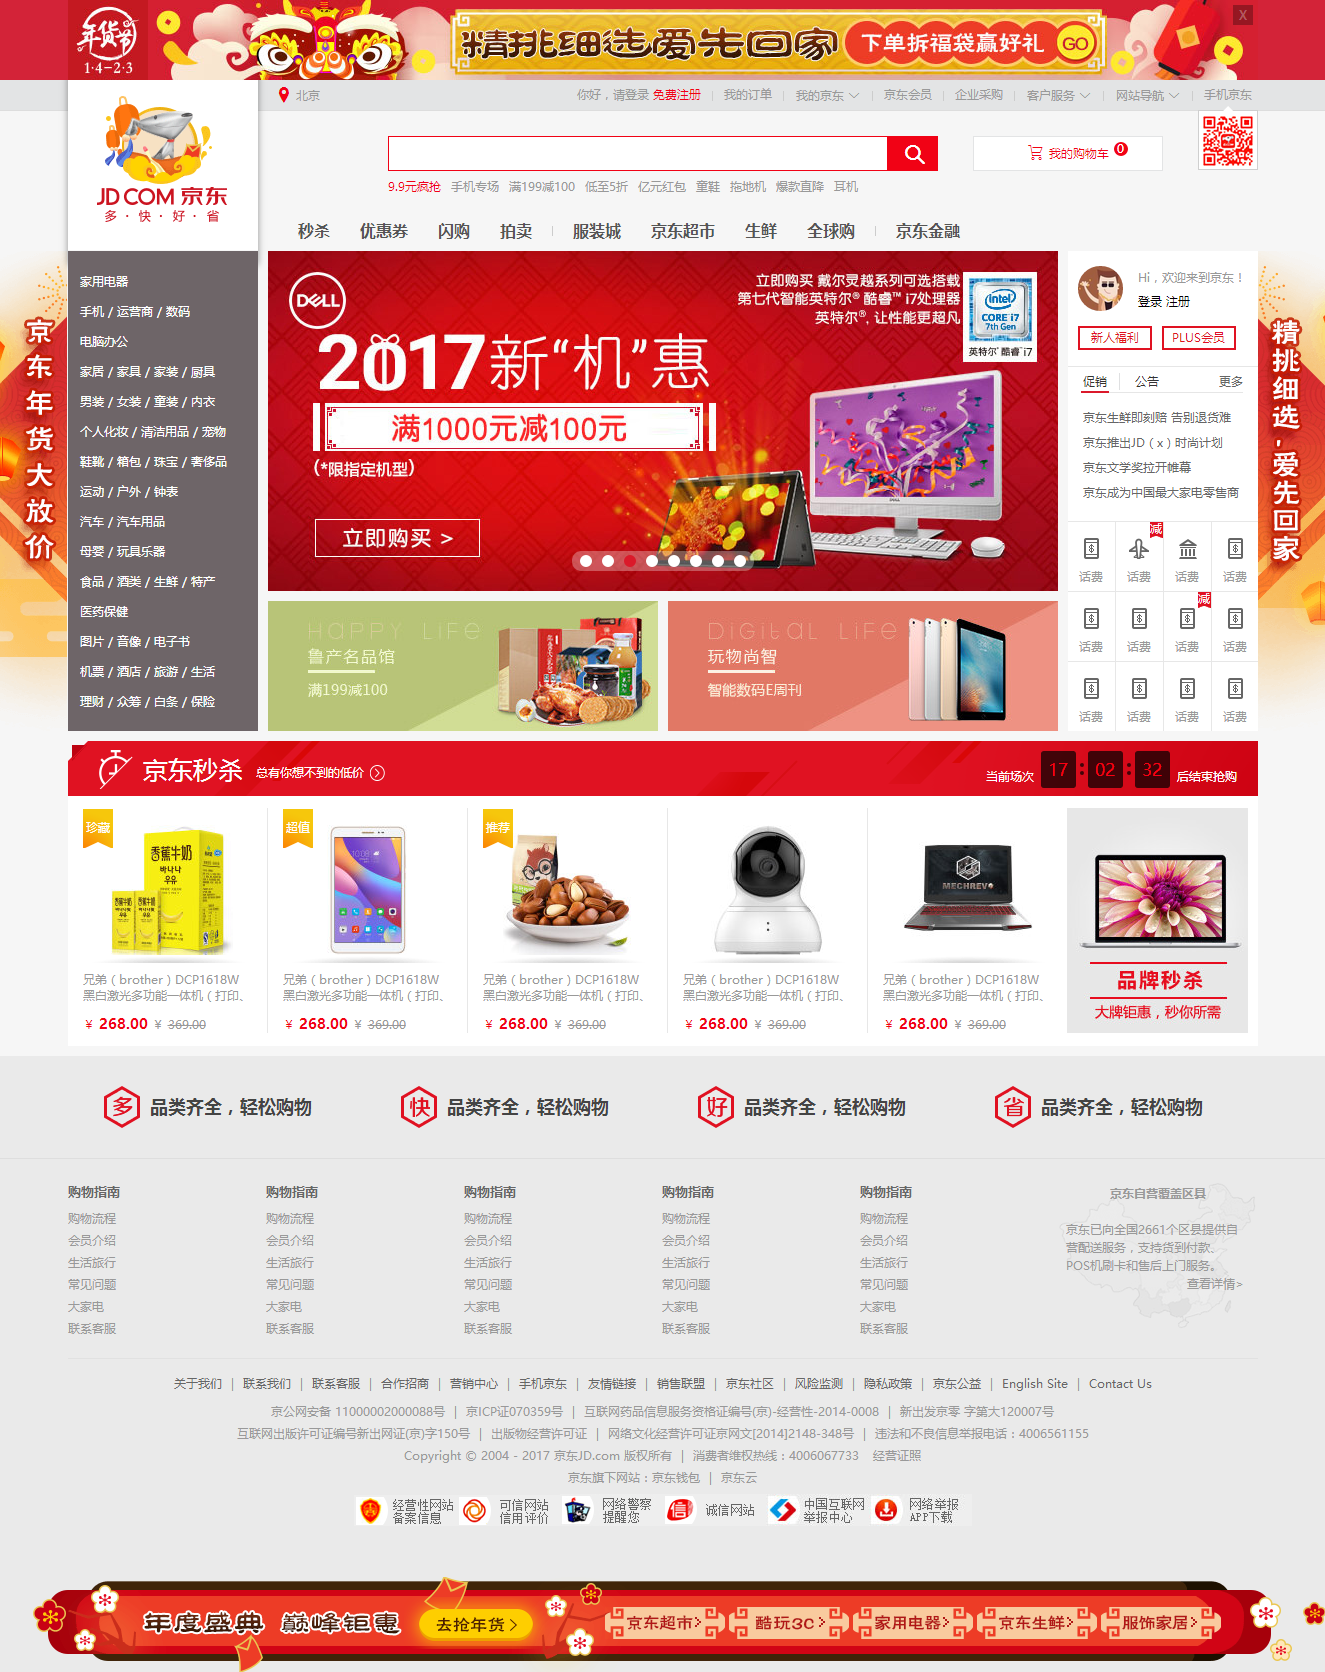 年货节
1·4-2·3
精挑细选爱先回家
下单拆福袋赢好礼 GO
X
北京
你好，请登录 免费注册
我的订单
我的京东
京东会员
企业采购
客户服务
网站导航
手机京东
JD.COM 京东
多·快·好·省
我的购物车 0
9.9元疯抢 手机专场 满199减100 低至5折 亿元红包 童鞋 拖地机 爆款直降 耳机
秒杀 优惠券 闪购 拍卖 服装城 京东超市 生鲜 全球购 京东金融
京东年货大放价
家用电器
手机 / 运营商 / 数码
电脑办公
家居 / 家具 / 家装 / 厨具
男装 / 女装 / 童装 / 内衣
个人化妆 / 清洁用品 / 宠物
鞋靴 / 箱包 / 珠宝 / 奢侈品
运动 / 户外 / 钟表
汽车 / 汽车用品
母婴 / 玩具乐器
食品 / 酒类 / 生鲜 / 特产
医药保健
图片 / 音像 / 电子书
机票 / 酒店 / 旅游 / 生活
理财 / 众筹 / 白条 / 保险
DELL
立即购买 戴尔灵越系列可选搭载
第七代智能英特尔® 酷睿™ i7处理器
英特尔®, 让性能更超凡
intel
CORE i7
7th Gen
英特尔® 酷睿™ i7
2017新“机”惠
满1000元减100元
(*限指定机型)
立即购买 >
HAPPY LiFE
鲁产名品馆
满199减100
DiGitaL LiFE
玩物尚智
智能数码E周刊
Hi，欢迎来到京东！
登录 注册
新人福利
PLUS会员
促销
公告
更多
京东生鲜即刻赔 告别退货难
京东推出JD（x）时尚计划
京东文学奖拉开帷幕
京东成为中国最大家电零售商
减
话费 话费 话费 话费
减
话费 话费 话费 话费
话费 话费 话费 话费
精挑细选，爱先回家
京东秒杀
总有你想不到的低价
当前场次 17 : 02 : 32 后结束抢购
珍藏
香蕉牛奶
바나나
우유
兄弟（brother）DCP1618W
黑白激光多功能一体机（打印、
￥ 268.00 ￥ 369.00
超值
兄弟（brother）DCP1618W
黑白激光多功能一体机（打印、
￥ 268.00 ￥ 369.00
推荐
兄弟（brother）DCP1618W
黑白激光多功能一体机（打印、
￥ 268.00 ￥ 369.00
兄弟（brother）DCP1618W
黑白激光多功能一体机（打印、
￥ 268.00 ￥ 369.00
MECHREVO
兄弟（brother）DCP1618W
黑白激光多功能一体机（打印、
￥ 268.00 ￥ 369.00
品牌秒杀
大牌钜惠，秒你所需
多 品类齐全，轻松购物
快 品类齐全，轻松购物
好 品类齐全，轻松购物
省 品类齐全，轻松购物
购物指南
购物流程
会员介绍
生活旅行
常见问题
大家电
联系客服
购物指南
购物流程
会员介绍
生活旅行
常见问题
大家电
联系客服
购物指南
购物流程
会员介绍
生活旅行
常见问题
大家电
联系客服
购物指南
购物流程
会员介绍
生活旅行
常见问题
大家电
联系客服
购物指南
购物流程
会员介绍
生活旅行
常见问题
大家电
联系客服
京东自营覆盖区县
京东已向全国2661个区县提供自
营配送服务，支持货到付款、
POS机刷卡和售后上门服务。
查看详情>
关于我们 | 联系我们 | 联系客服 | 合作招商 | 营销中心 | 手机京东 | 友情链接 | 销售联盟 | 京东社区 | 风险监测 | 隐私政策 | 京东公益 | English Site | Contact Us
京公网安备 11000002000088号 | 京ICP证070359号 | 互联网药品信息服务资格证编号(京)-经营性-2014-0008 | 新出发京零 字第大120007号
互联网出版许可证编号新出网证(京)字150号 | 出版物经营许可证 | 网络文化经营许可证京网文[2014]2148-348号 | 违法和不良信息举报电话：4006561155
Copyright © 2004 - 2017 京东JD.com 版权所有 | 消费者维权热线：4006067733 经营证照
京东旗下网站：京东钱包 | 京东云
经营性网站
备案信息
可信网站
信用评价
网络警察
提醒您
诚信网站
中国互联网
举报中心
网络举报
APP下载
年度盛典 巅峰钜惠
去抢年货 >
京东超市 >
酷玩3C >
家用电器 >
京东生鲜 >
服饰家居 >